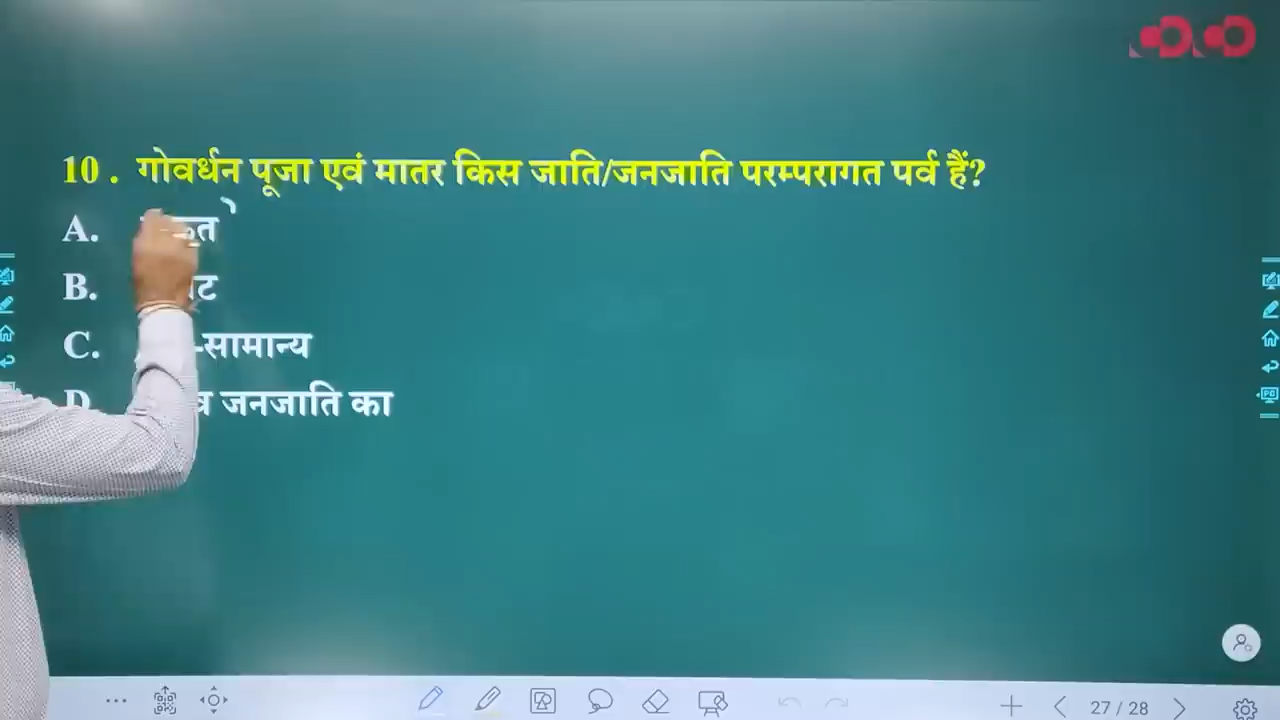 10 . गोवर्धन पूजा एवं मातर किस जाति/जनजाति परम्परागत पर्व हैं?
A.
B.
C. -सामान्य
D. जनजाति का
27 / 28